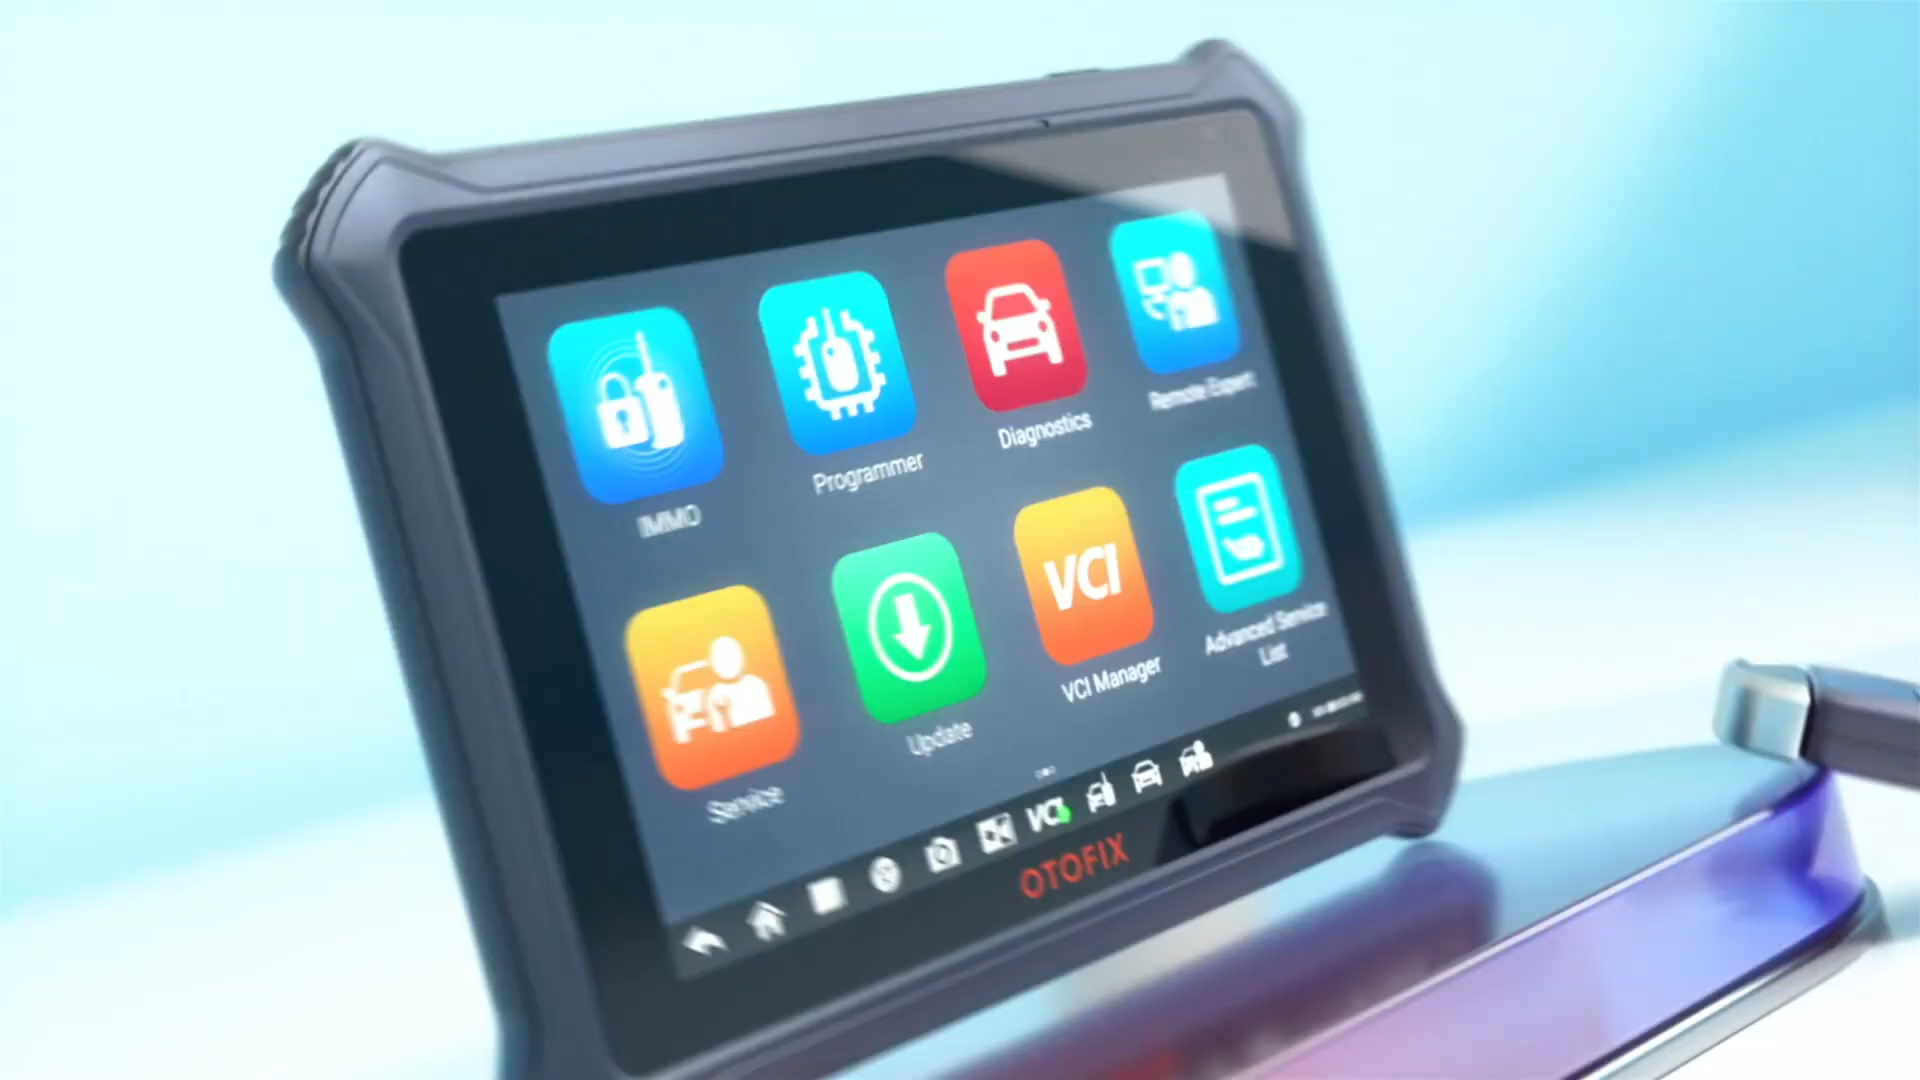 IMMO
Programmer
Diagnostics
Remote Expert
Service
Update
VCI
VCI Manager
Advanced Service
List
VCI
OTOFIX